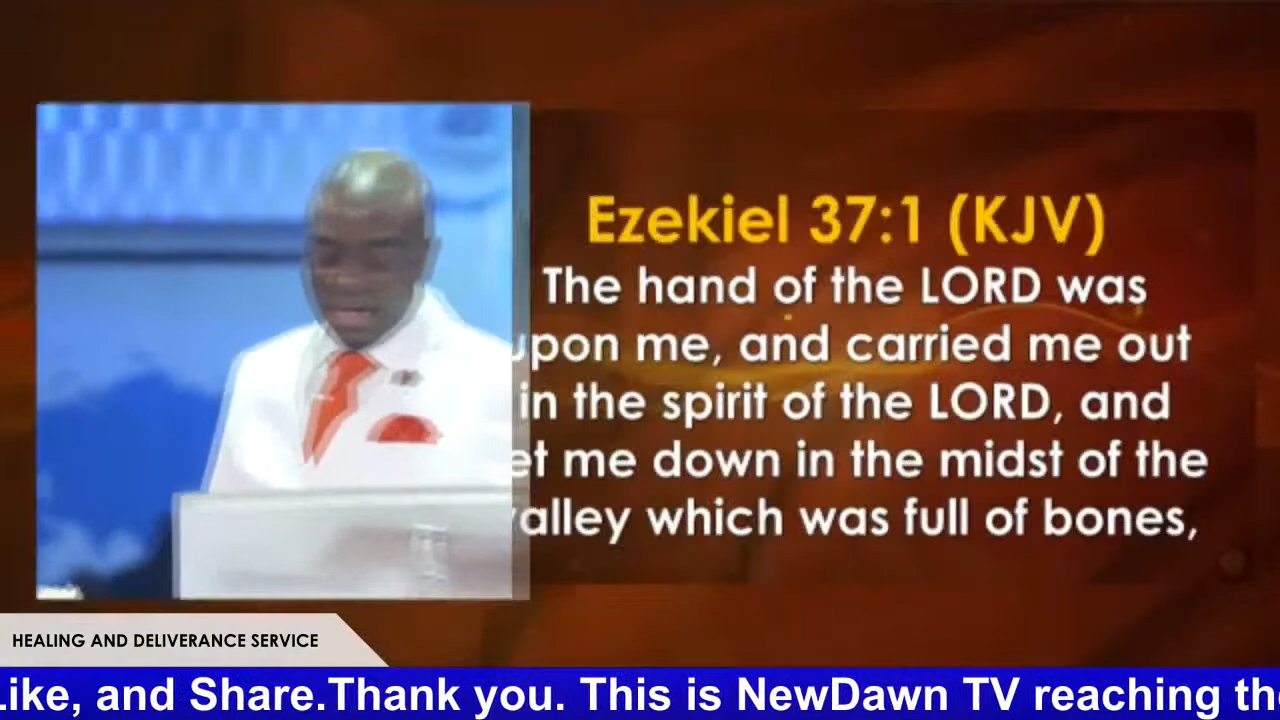 Ezekiel 37:1 (KJV)
The hand of the LORD was
upon me, and carried me out
in the spirit of the LORD, and
et me down in the midst of the
valley which was full of bones,
HEALING AND DELIVERANCE SERVICE
Like, and Share.Thank you. This is NewDawn TV reaching th